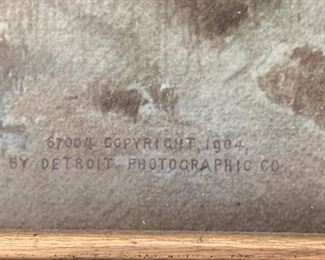 67004 COPYRIGHT, 1904,
BY DETROIT PHOTOGRAPHIC CO.